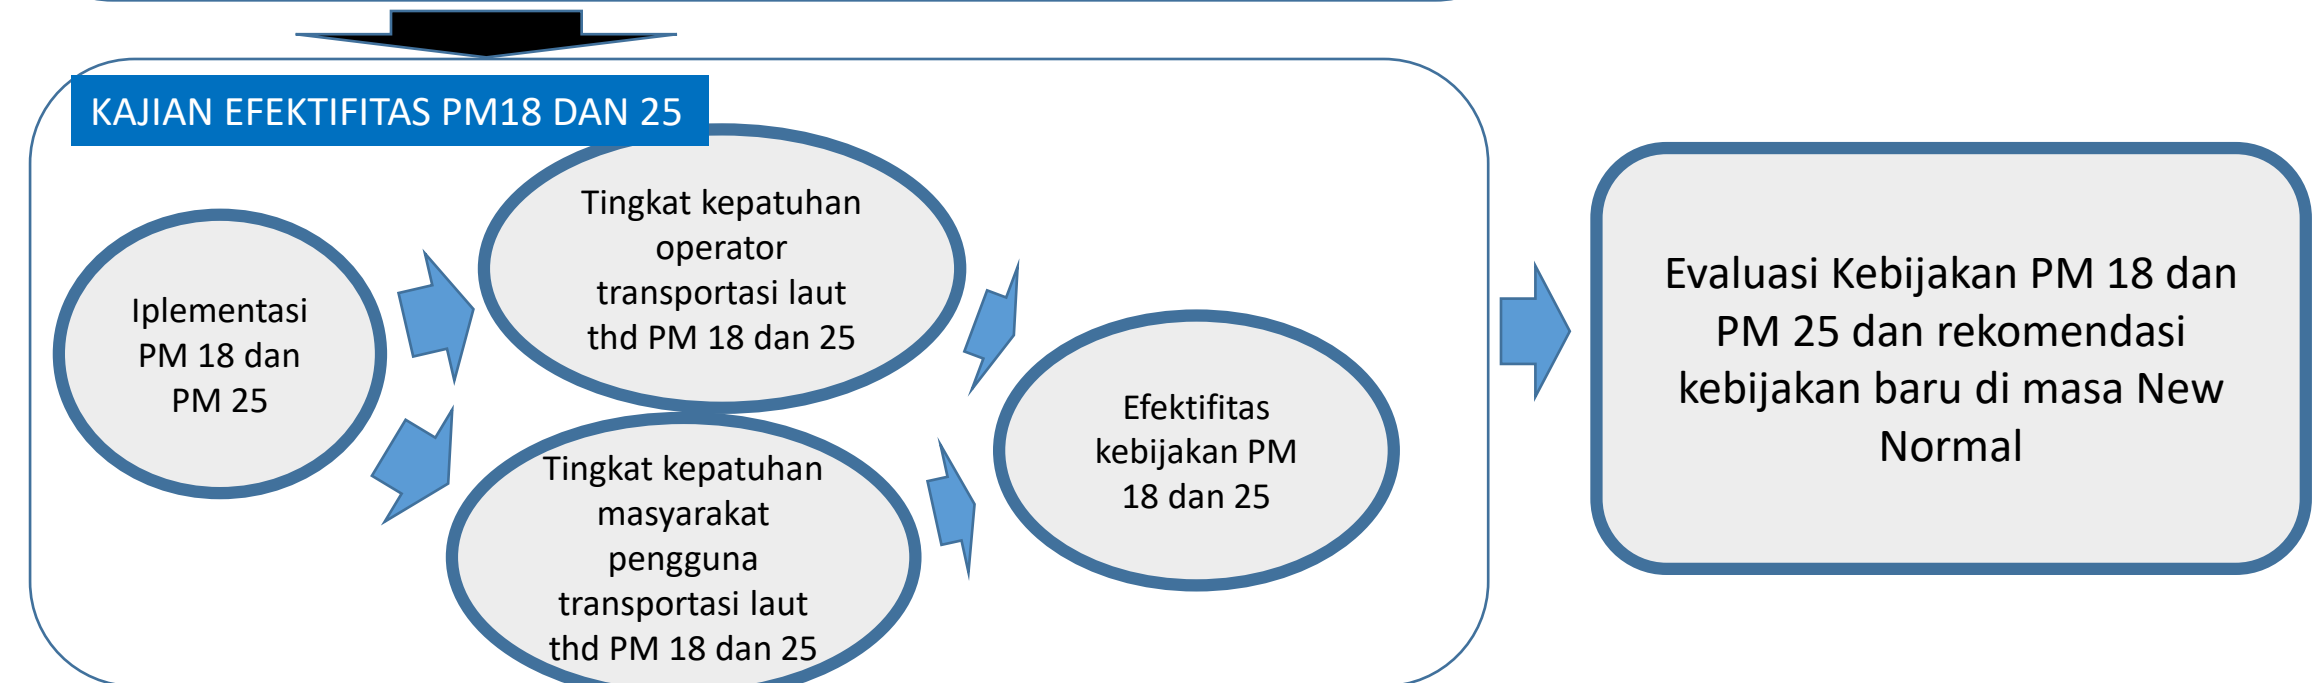 KAJIAN EFEKTIFITAS PM18 DAN 25
Iplementasi
PM 18 dan
PM 25
Tingkat kepatuhan
operator
transportasi laut
thd PM 18 dan 25
Tingkat kepatuhan
masyarakat
pengguna
transportasi laut
thd PM 18 dan 25
Efektifitas
kebijakan PM
18 dan 25
Evaluasi Kebijakan PM 18 dan
PM 25 dan rekomendasi
kebijakan baru di masa New
Normal